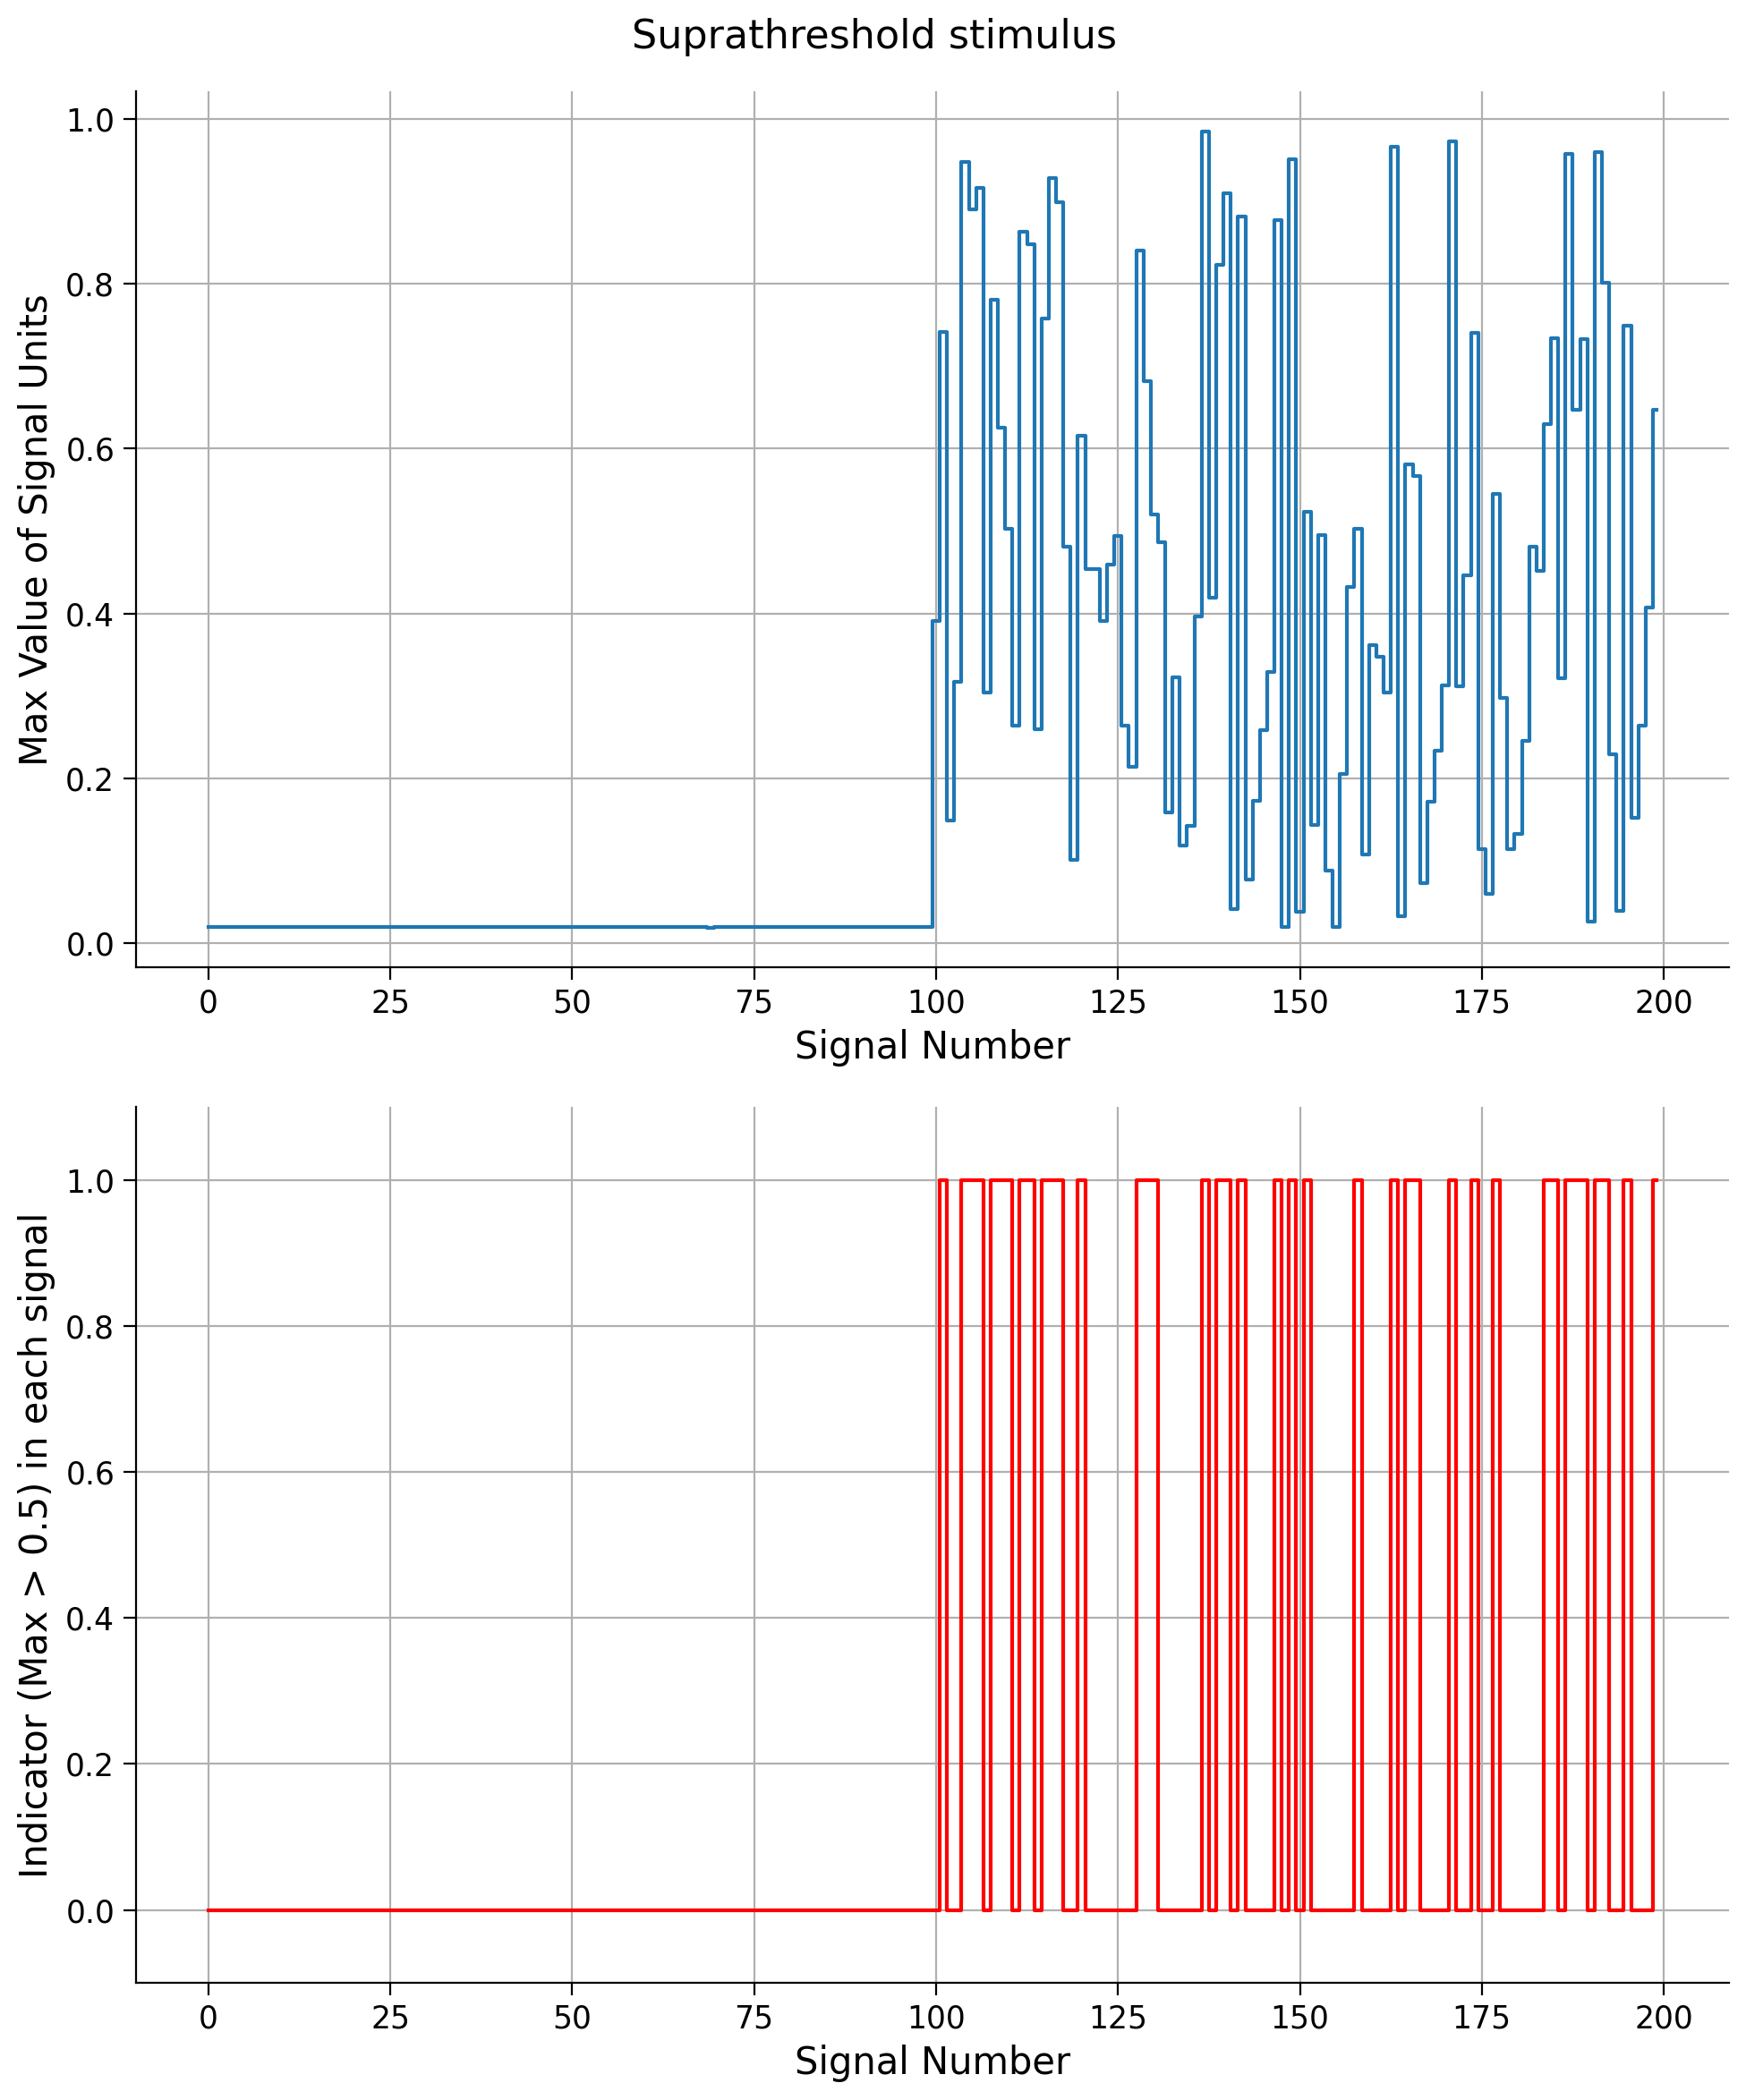 Suprathreshold stimulus
Max Value of Signal Units
1.0
0.8
0.6
0.4
0.2
0.0
0 25 50 75 100 125 150 175 200
Signal Number
Indicator (Max > 0.5) in each signal
1.0
0.8
0.6
0.4
0.2
0.0
0 25 50 75 100 125 150 175 200
Signal Number